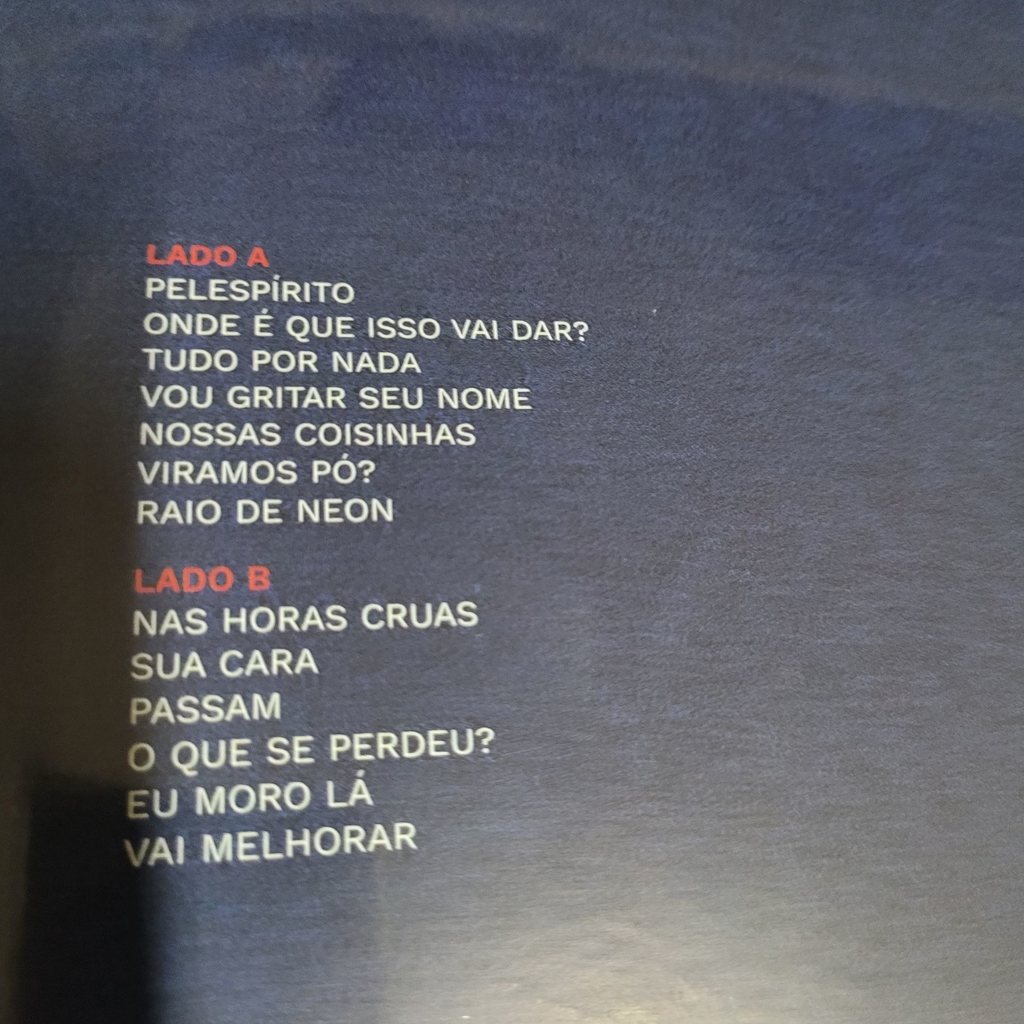 LADO A
PELESPÍRITO
ONDE É QUE ISSO VAI DAR?
TUDO POR NADA
VOU GRITAR SEU NOME
NOSSAS COISINHAS
VIRAMOS PÓ?
RAIO DE NEON
LADO B
NAS HORAS CRUAS
SUA CARA
PASSAM
O QUE SE PERDEU?
EU MORO LÁ
VAI MELHORAR